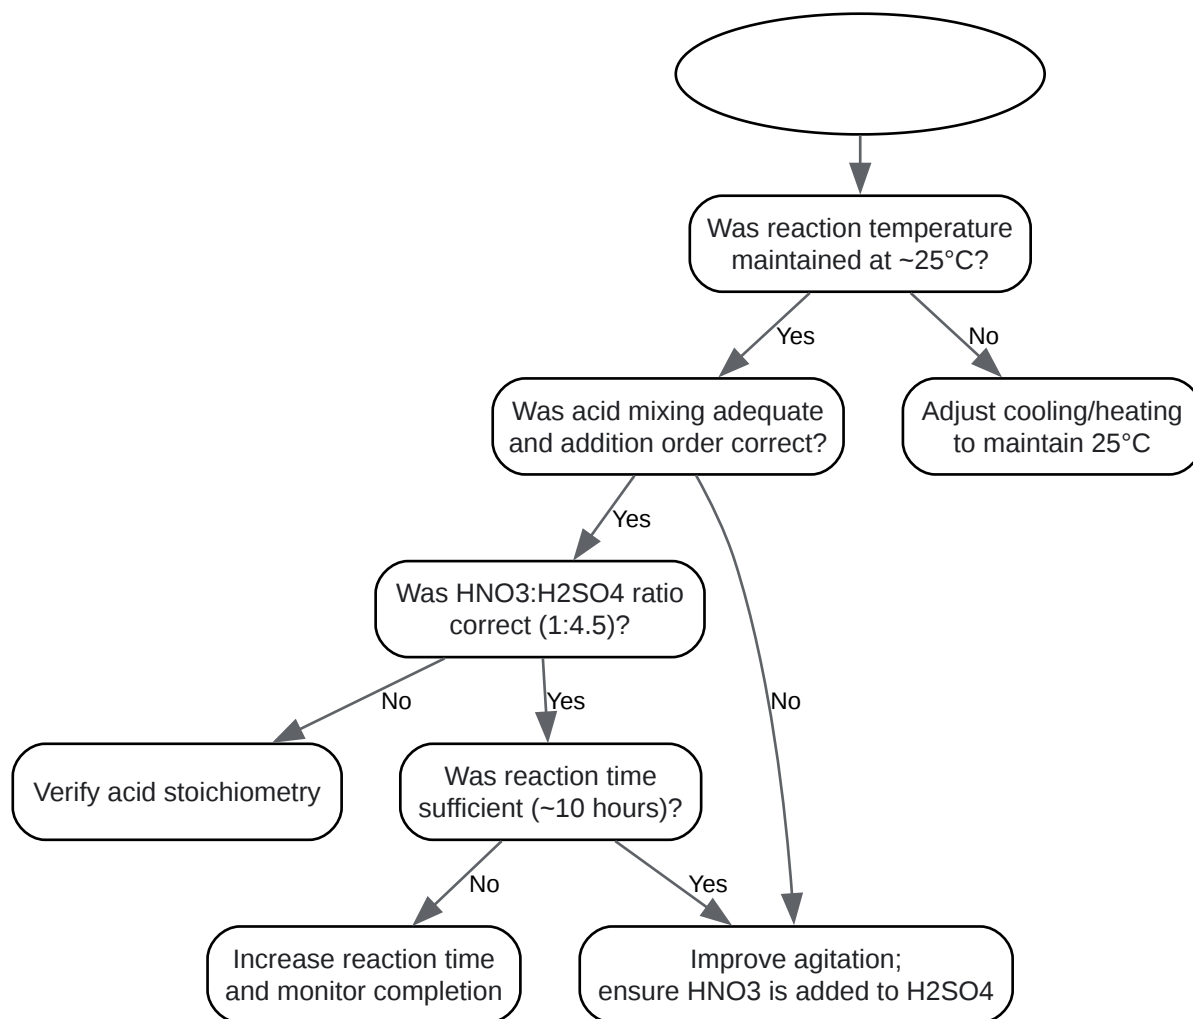 Was reaction temperature
maintained at ~25°C?
Yes
No
Was acid mixing adequate
and addition order correct?
Adjust cooling/heating
to maintain 25°C
Yes
Was HNO3:H2SO4 ratio
correct (1:4.5)?
No
Yes
No
Verify acid stoichiometry
Was reaction time
sufficient (~10 hours)?
No
Yes
Increase reaction time
and monitor completion
Improve agitation;
ensure HNO3 is added to H2SO4